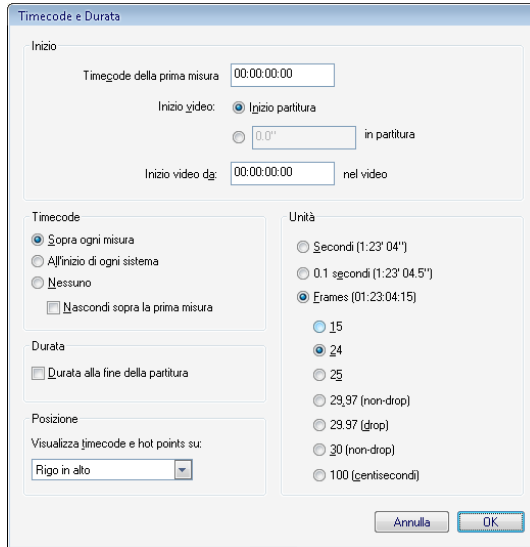 Timecode e Durata
Inizio
Timecode della prima misura 00:00:00:00
Inizio video: Inizio partitura
0.0" in partitura
Inizio video da: 00:00:00:00 nel video
Timecode
Sopra ogni misura
All'inizio di ogni sistema
Nessuno
Nascondi sopra la prima misura
Durata
Durata alla fine della partitura
Posizione
Visualizza timecode e hot points su:
Rigo in alto
Unità
Secondi (1:23' 04")
0.1 secondi (1:23' 04.5")
Frames (01:23:04:15)
15
24
25
29,97 (non-drop)
29.97 (drop)
30 (non-drop)
100 (centisecondi)
Annulla OK